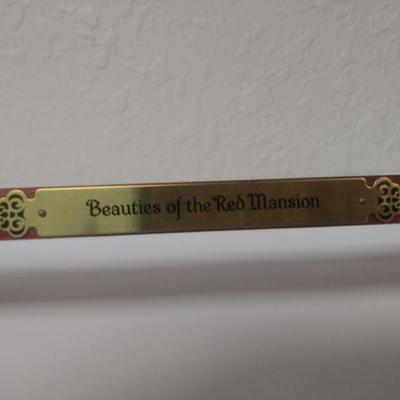 Beauties of the Red Mansion